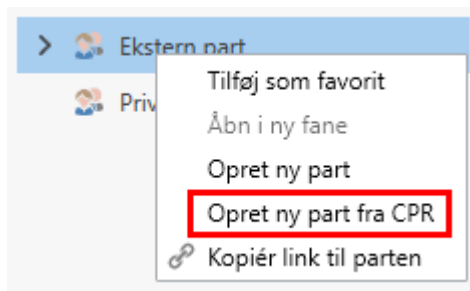 Ekstern part
Tilføj som favorit
Priv
Åbn i ny fane
Opret ny part
Opret ny part fra CPR
Kopiér link til parten